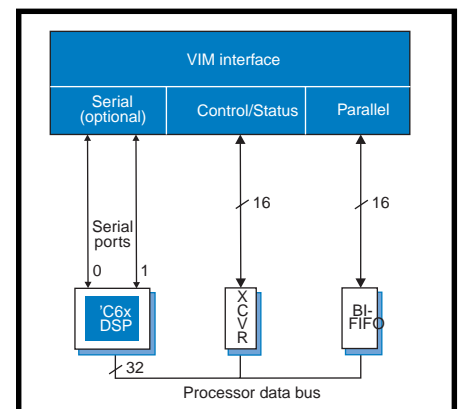 VIM interface
Serial
(optional)
Control/Status
Parallel
16
16
Serial
ports
0
1
'C6x
DSP
X
C
V
R
BI-
FIFO
32
Processor data bus